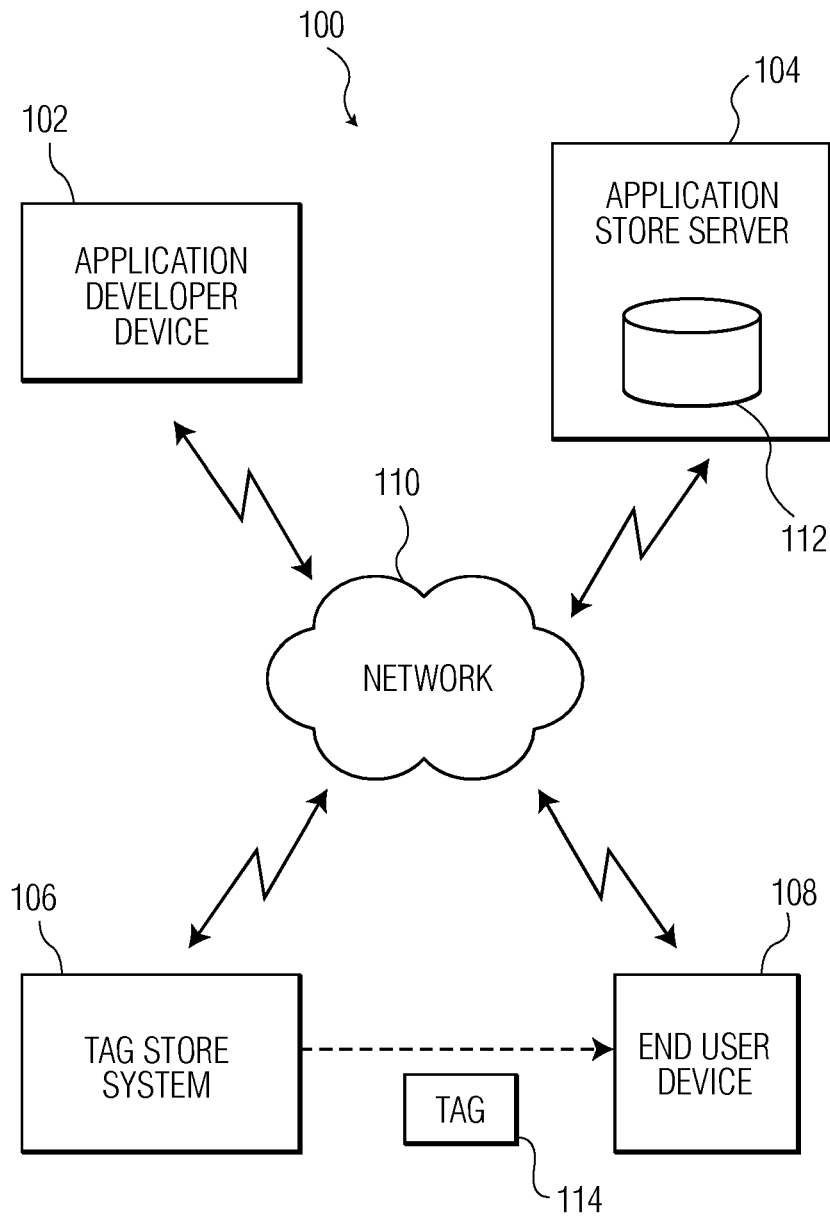 100
102
104
APPLICATION
DEVELOPER
DEVICE
APPLICATION
STORE SERVER
112
110
NETWORK
106
108
TAG STORE
SYSTEM
END USER
DEVICE
TAG
114